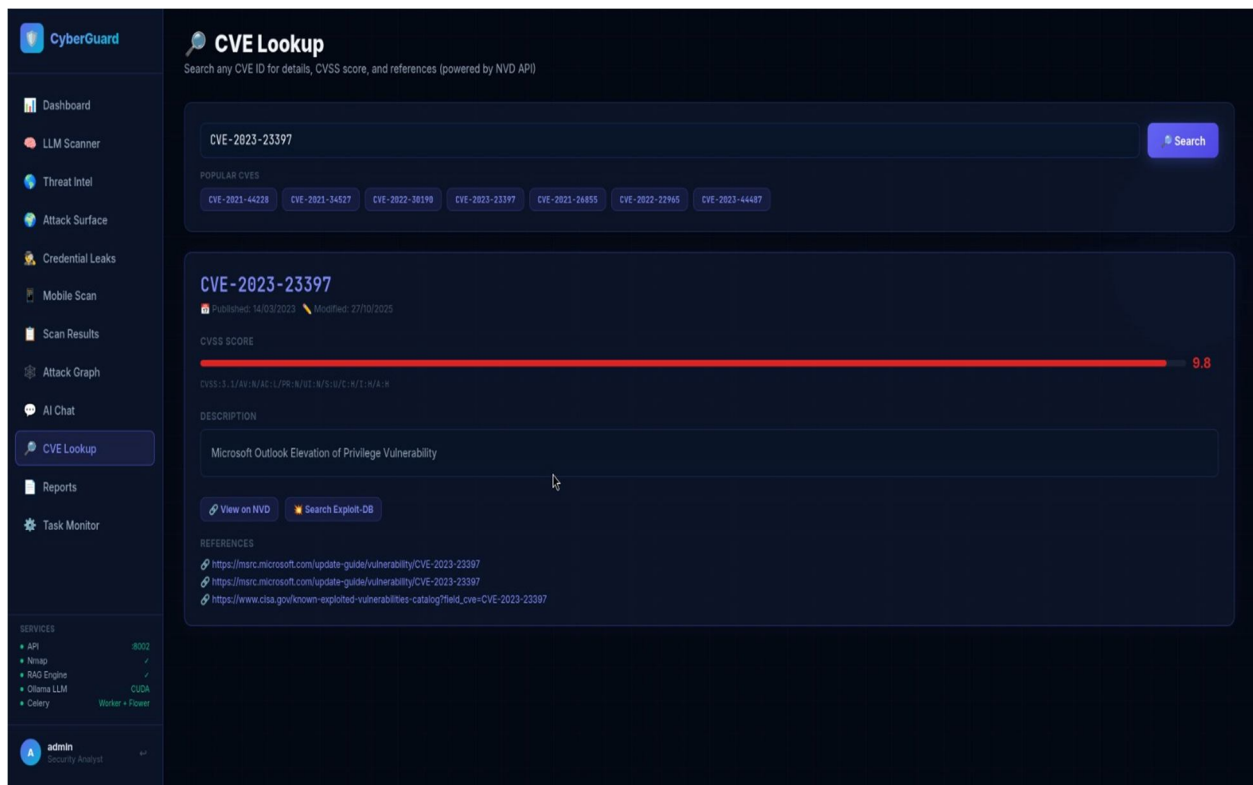 CyberGuard
Dashboard
LLM Scanner
Threat Intel
Attack Surface
Credential Leaks
Mobile Scan
Scan Results
Attack Graph
AI Chat
CVE Lookup
Reports
Task Monitor
SERVICES
API :8002
Nmap ✓
RAG Engine ✓
Ollama LLM CUDA
Celery Worker + Flower
A
admin
Security Analyst
CVE Lookup
Search any CVE ID for details, CVSS score, and references (powered by NVD API)
CVE-2023-23397
Search
POPULAR CVES
CVE-2021-44228 CVE-2021-34527 CVE-2022-30190 CVE-2023-23397 CVE-2021-26855 CVE-2022-22965 CVE-2023-44487
CVE-2023-23397
Published: 14/03/2023 Modified: 27/10/2025
CVSS SCORE
9.8
CVSS:3.1/AV:N/AC:L/PR:N/UI:N/S:U/C:H/I:H/A:H
DESCRIPTION
Microsoft Outlook Elevation of Privilege Vulnerability
View on NVD Search Exploit-DB
REFERENCES
https://msrc.microsoft.com/update-guide/vulnerability/CVE-2023-23397
https://msrc.microsoft.com/update-guide/vulnerability/CVE-2023-23397
https://www.cisa.gov/known-exploited-vulnerabilities-catalog?field_cve=CVE-2023-23397